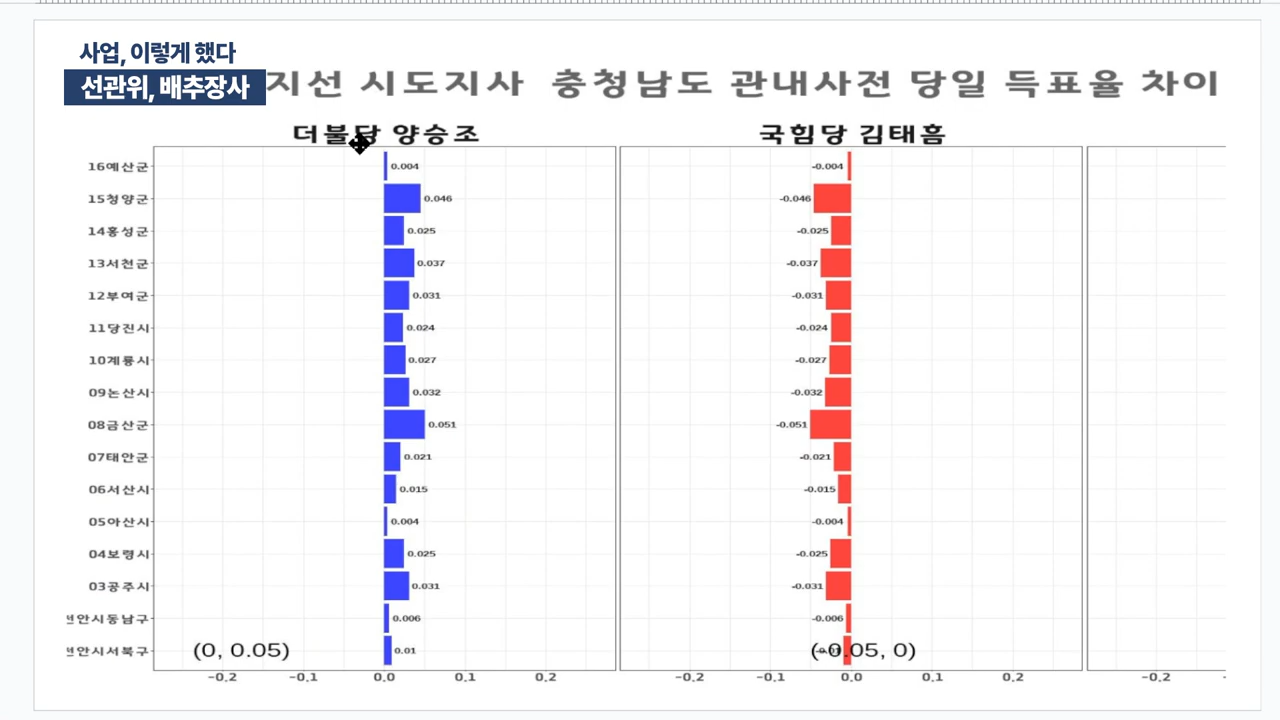 사업, 이렇게 했다
선관위, 배추장사
지선 시도지사 충청남도 관내사전 당일 득표율 차이
더불당 양승조
국힘당 김태흠
16예산군 0.004 -0.004
15청양군 0.046 -0.046
14홍성군 0.025 -0.025
13서천군 0.037 -0.037
12부여군 0.031 -0.031
11당진시 0.024 -0.024
10계룡시 0.027 -0.027
09논산시 0.032 -0.032
08금산군 0.051 -0.051
07태안군 0.021 -0.021
06서산시 0.015 -0.015
05아산시 0.004 -0.004
04보령시 0.025 -0.025
03공주시 0.031 -0.031
안시동남구 0.006 -0.006
안시서북구 (0, 0.05) 0.01 (-0.05, 0)
-0.2 -0.1 0.0 0.1 0.2 -0.2 -0.1 0.0 0.1 0.2 -0.2